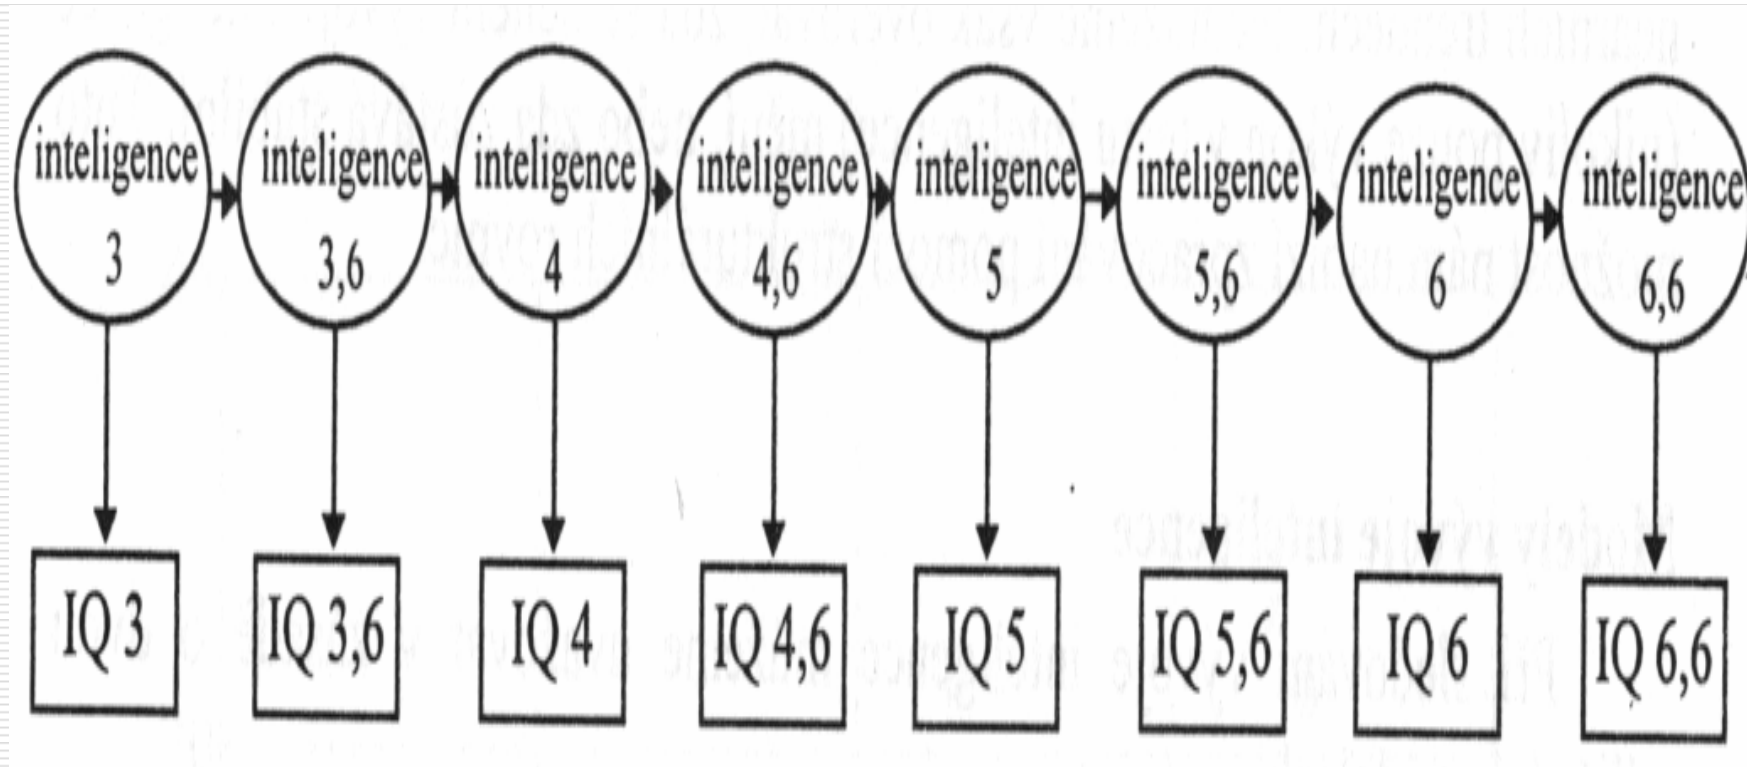 inteligence 3
inteligence 3,6
inteligence 4
inteligence 4,6
inteligence 5
inteligence 5,6
inteligence 6
inteligence 6,6
IQ 3
IQ 3,6
IQ 4
IQ 4,6
IQ 5
IQ 5,6
IQ 6
IQ 6,6